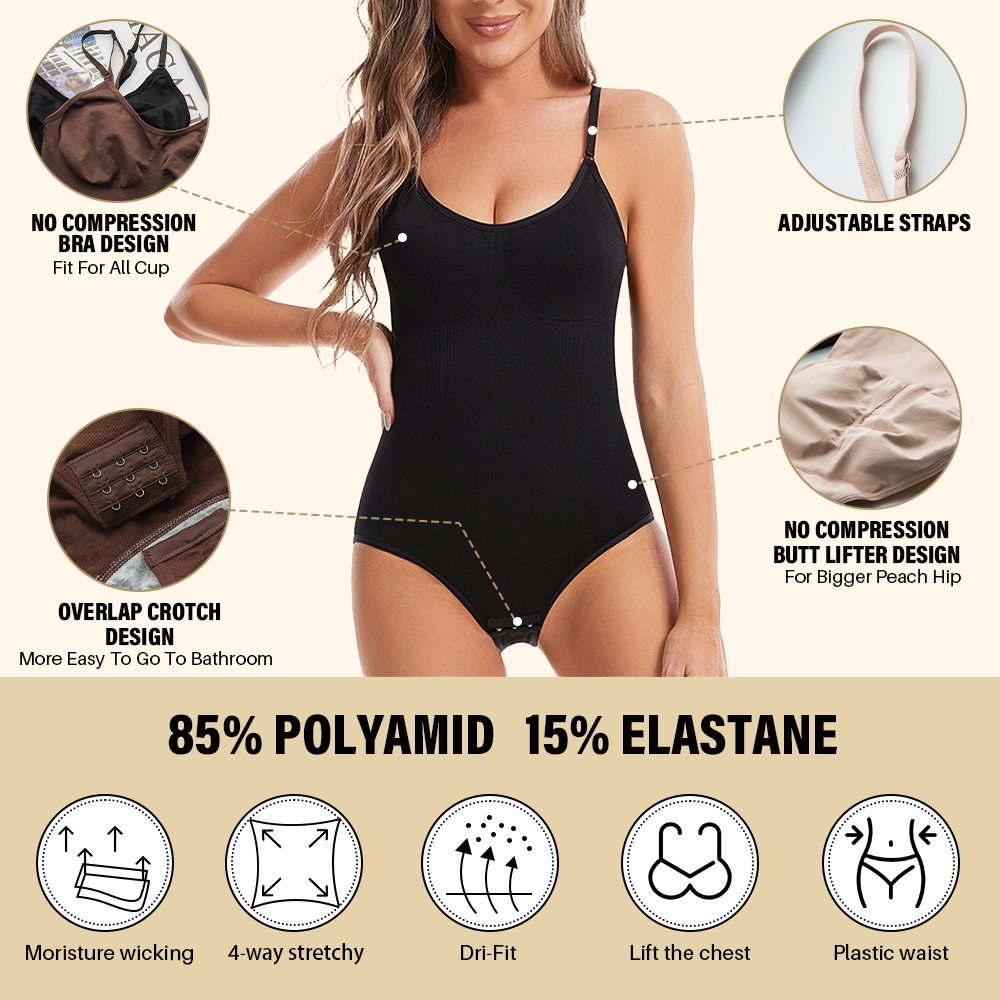 NO COMPRESSION
BRA DESIGN
Fit For All Cup
ADJUSTABLE STRAPS
NO COMPRESSION
BUTT LIFTER DESIGN
For Bigger Peach Hip
OVERLAP CROTCH
DESIGN
More Easy To Go To Bathroom
85% POLYAMID 15% ELASTANE
Moristure wicking
4-way stretchy
Dri-Fit
Lift the chest
Plastic waist